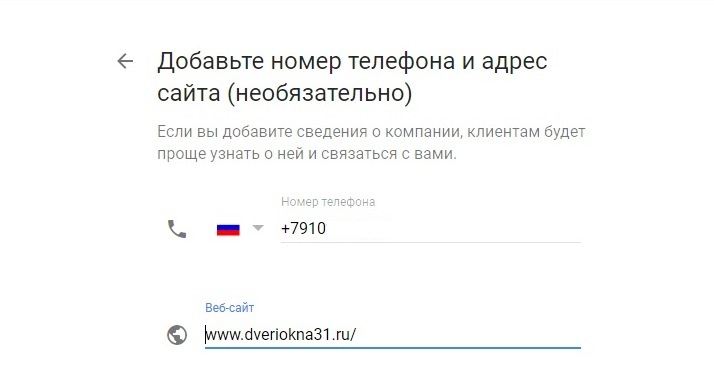 Добавьте номер телефона и адрес
сайта (необязательно)
Если вы добавите сведения о компании, клиентам будет
проще узнать о ней и связаться с вами.
Номер телефона
+7910
Веб-сайт
www.dveriokna31.ru/